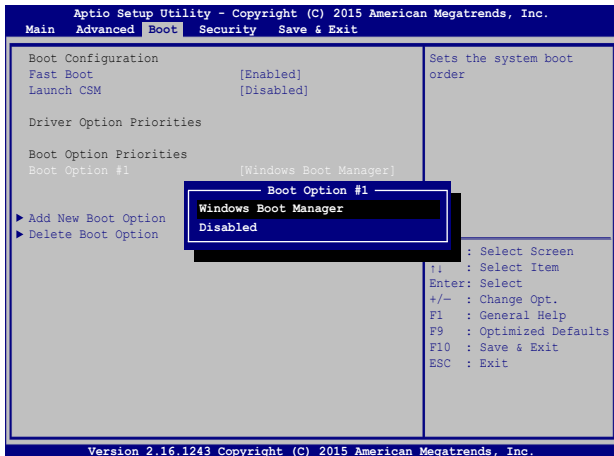 Aptio Setup Utility - Copyright (C) 2015 American Megatrends, Inc.
Main Advanced Boot Security Save & Exit
Boot Configuration
Fast Boot [Enabled]
Launch CSM [Disabled]
Driver Option Priorities
Boot Option Priorities
Boot Option #1 [Windows Boot Manager]
Add New Boot Option
Delete Boot Option
Boot Option #1
Windows Boot Manager
Disabled
Sets the system boot
order
: Select Screen
↑↓ : Select Item
Enter: Select
+/— : Change Opt.
F1 : General Help
F9 : Optimized Defaults
F10 : Save & Exit
ESC : Exit
Version 2.16.1243 Copyright (C) 2015 American Megatrends, Inc.